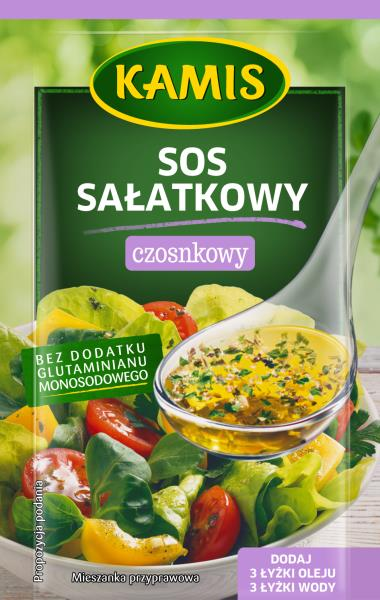 KAMIS
SOS
SAŁATKOWY
czosnkowy
BEZ DODATKU
GLUTAMINIANU
MONOSODOWEGO
Propozycja podania
Mieszanka przyprawowa
DODAJ
3 ŁYŻKI OLEJU
3 ŁYŻKI WODY